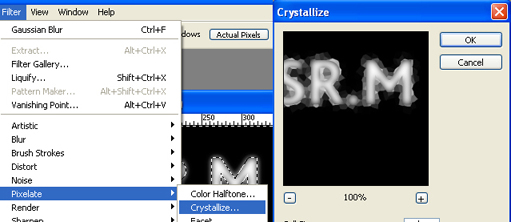 Filter View Window Help
Gaussian Blur Ctrl+F
Extract... Alt+Ctrl+X
Filter Gallery...
Liquify... Shift+Ctrl+X
Pattern Maker... Alt+Shift+Ctrl+X
Vanishing Point... Alt+Ctrl+V
Artistic
Blur
Brush Strokes
Distort
Noise
Pixelate
Render
Sharpen
Actual Pixels
250 300
R.M
Color Halftone...
Crystallize...
Facet
Crystallize
SR.M
OK
Cancel
- 100% +